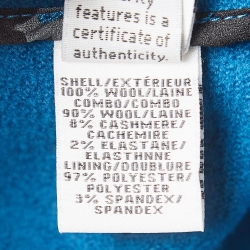 features is a
certificate of
authenticity.
SHELL/EXTÉRIEUR
100% WOOL/LAINE
COMBO/COMBO
90% WOOL/LAINE
8% CASHMERE/
CACHEMIRE
2% ELASTANE/
ELASTHNNE
LINING/DOUBLURE
97% POLYESTER/
POLYESTER
3% SPANDEX/
SPANDEX